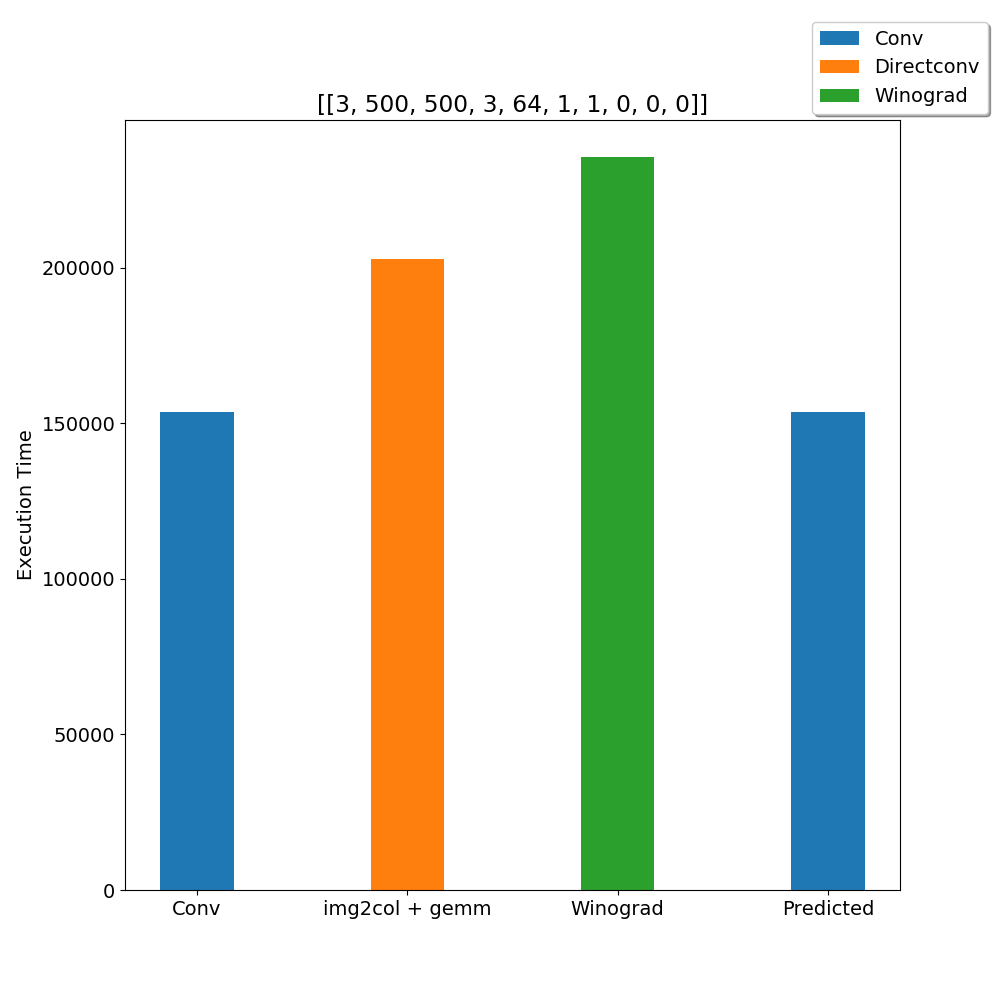 Conv
Directconv
Winograd
[[3, 500, 500, 3, 64, 1, 1, 0, 0, 0]]
Execution Time
200000
150000
100000
50000
0
Conv img2col + gemm Winograd Predicted